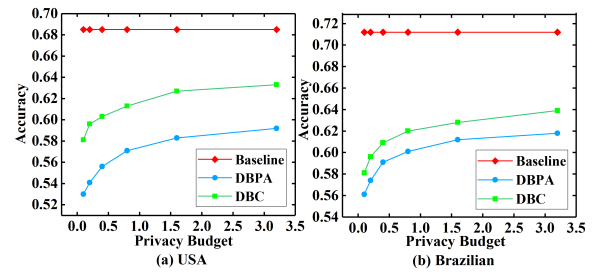 0.70
0.68
0.66
0.64
0.62
0.60
0.58
0.56
0.54
0.52
Accuracy
0.0 0.5 1.0 1.5 2.0 2.5 3.0 3.5
Privacy Budget
Baseline
DBPA
DBC
(a) USA
0.72
0.70
0.68
0.66
0.64
0.62
0.60
0.58
0.56
0.54
Accuracy
0.0 0.5 1.0 1.5 2.0 2.5 3.0 3.5
Privacy Budget
Baseline
DBPA
DBC
(b) Brazilian